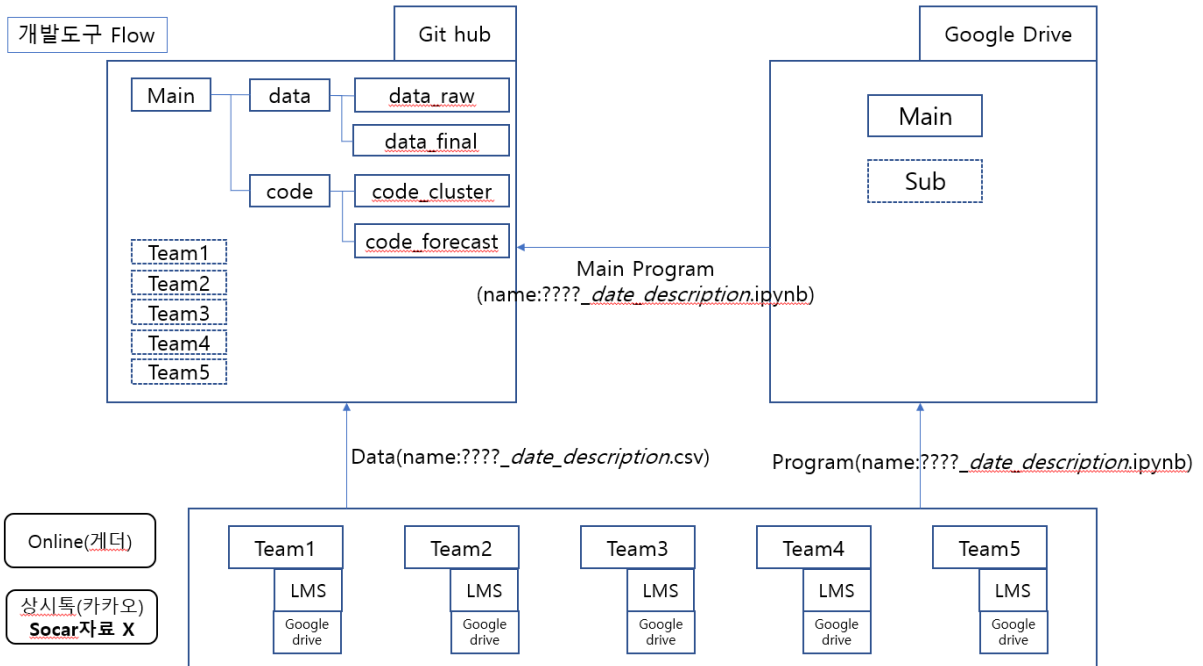 개발도구 Flow
Git hub
Google Drive
Main
data
data_raw
data_final
code
code_cluster
code_forecast
Team1
Team2
Team3
Team4
Team5
Main
Sub
Main Program
(name:????_date_description.ipynb)
Data(name:????_date_description.csv)
Program(name:????_date_description.ipynb)
Online(게더)
상시톡(카카오)
Socar자료 X
Team1
LMS
Google
drive
Team2
LMS
Google
drive
Team3
LMS
Google
drive
Team4
LMS
Google
drive
Team5
LMS
Google
drive